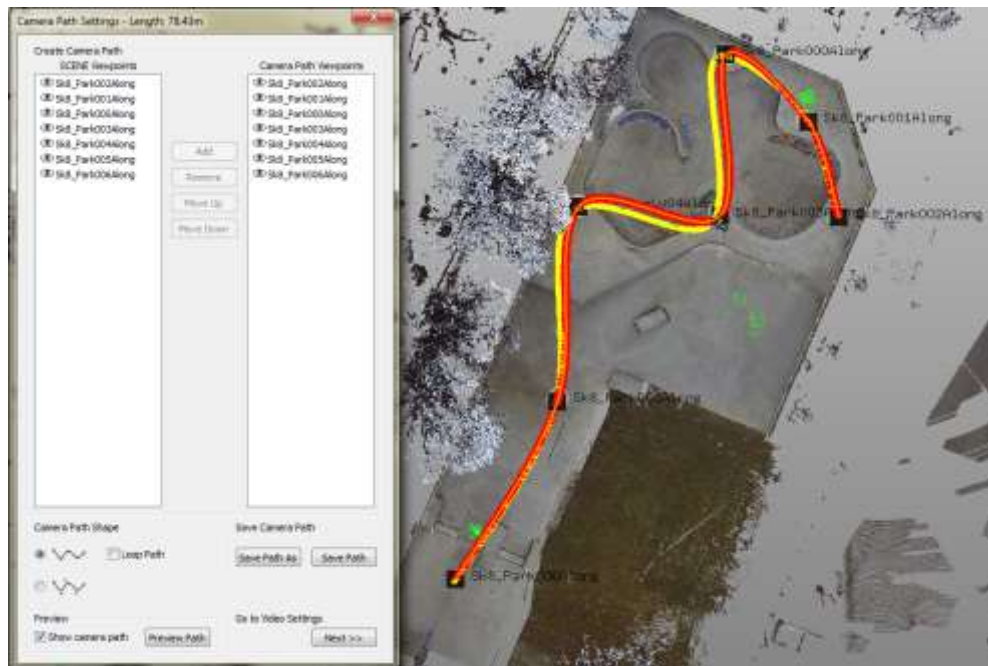 Camera Path Settings - Length: 78.43m
Create Camera Path
SCENE Viewpoints
Sk8_Park002Along
Sk8_Park001Along
Sk8_Park000Along
Sk8_Park003Along
Sk8_Park004Along
Sk8_Park005Along
Sk8_Park006Along
Add
Remove
Move Up
Move Down
Camera Path Viewpoints
Sk8_Park002Along
Sk8_Park001Along
Sk8_Park000Along
Sk8_Park003Along
Sk8_Park004Along
Sk8_Park005Along
Sk8_Park006Along
Camera Path Shape
Loop Path
Save Camera Path
Save Path As
Save Path
Preview
Show camera path
Preview Path
Go to Video Settings
Next >>
Sk8_Park000Along
Sk8_Park001Along
Sk8_Park002Along